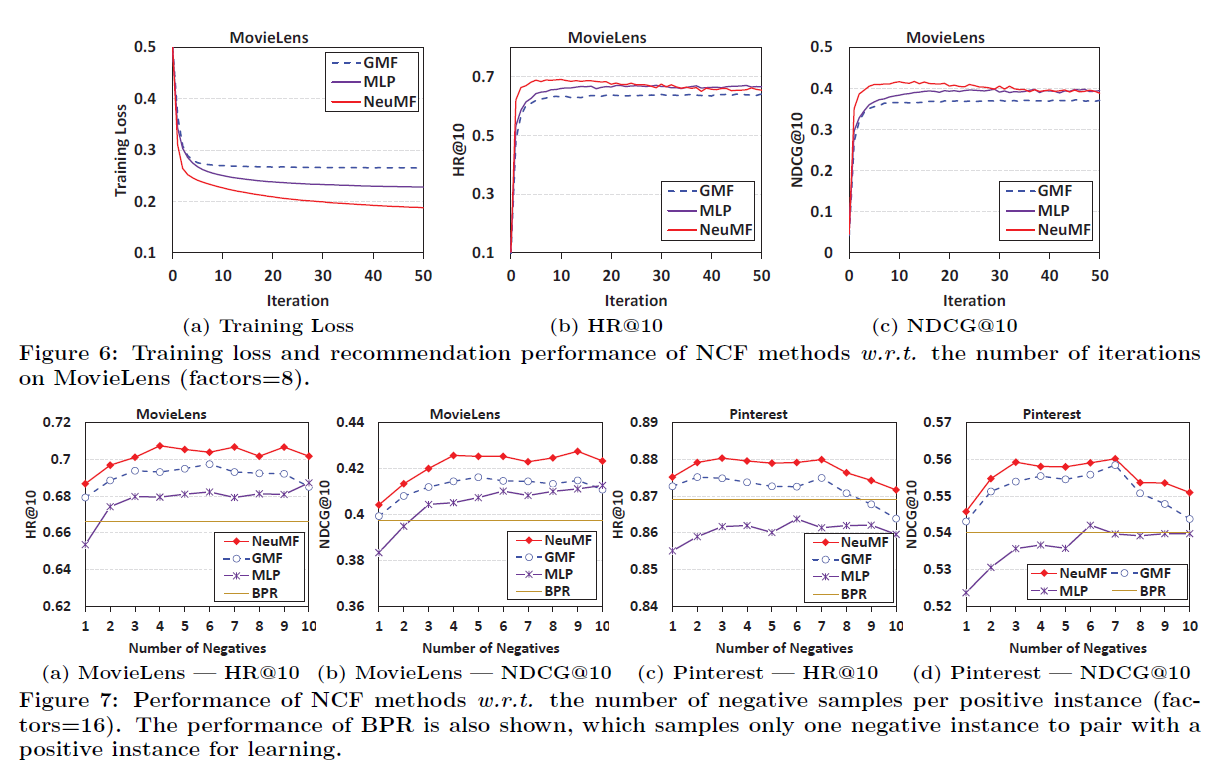 MovieLens
0.5
0.4
0.3
0.2
0.1
Training Loss
GMF
MLP
NeuMF
0 10 20 30 40 50
Iteration
(a) Training Loss
MovieLens
0.7
0.5
0.3
0.1
HR@10
GMF
MLP
NeuMF
0 10 20 30 40 50
Iteration
(b) HR@10
MovieLens
0.5
0.4
0.3
0.2
0.1
0
NDCG@10
GMF
MLP
NeuMF
0 10 20 30 40 50
Iteration
(c) NDCG@10
Figure 6: Training loss and recommendation performance of NCF methods w.r.t. the number of iterations
on MovieLens (factors=8).
MovieLens
0.72
0.7
0.68
0.66
0.64
0.62
HR@10
NeuMF
GMF
MLP
BPR
1 2 3 4 5 6 7 8 9 10
Number of Negatives
(a) MovieLens — HR@10
MovieLens
0.44
0.42
0.4
0.38
0.36
NDCG@10
NeuMF
GMF
MLP
BPR
1 2 3 4 5 6 7 8 9 10
Number of Negatives
(b) MovieLens — NDCG@10
Pinterest
0.89
0.88
0.87
0.86
0.85
0.84
HR@10
NeuMF
GMF
MLP
BPR
1 2 3 4 5 6 7 8 9 10
Number of Negatives
(c) Pinterest — HR@10
Pinterest
0.57
0.56
0.55
0.54
0.53
0.52
NDCG@10
NeuMF GMF
MLP BPR
1 2 3 4 5 6 7 8 9 10
Number of Negatives
(d) Pinterest — NDCG@10
Figure 7: Performance of NCF methods w.r.t. the number of negative samples per positive instance (fac-
tors=16). The performance of BPR is also shown, which samples only one negative instance to pair with a
positive instance for learning.